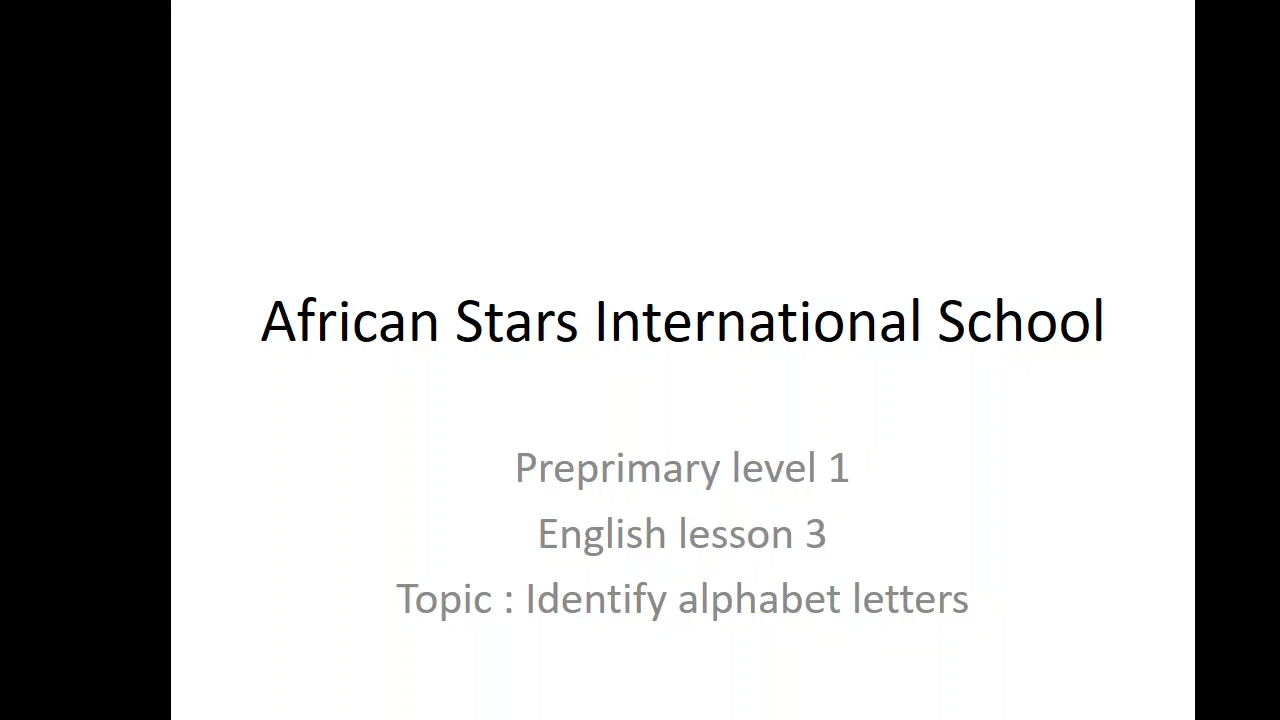 African Stars International School
Preprimary level 1
English lesson 3
Topic : Identify alphabet letters